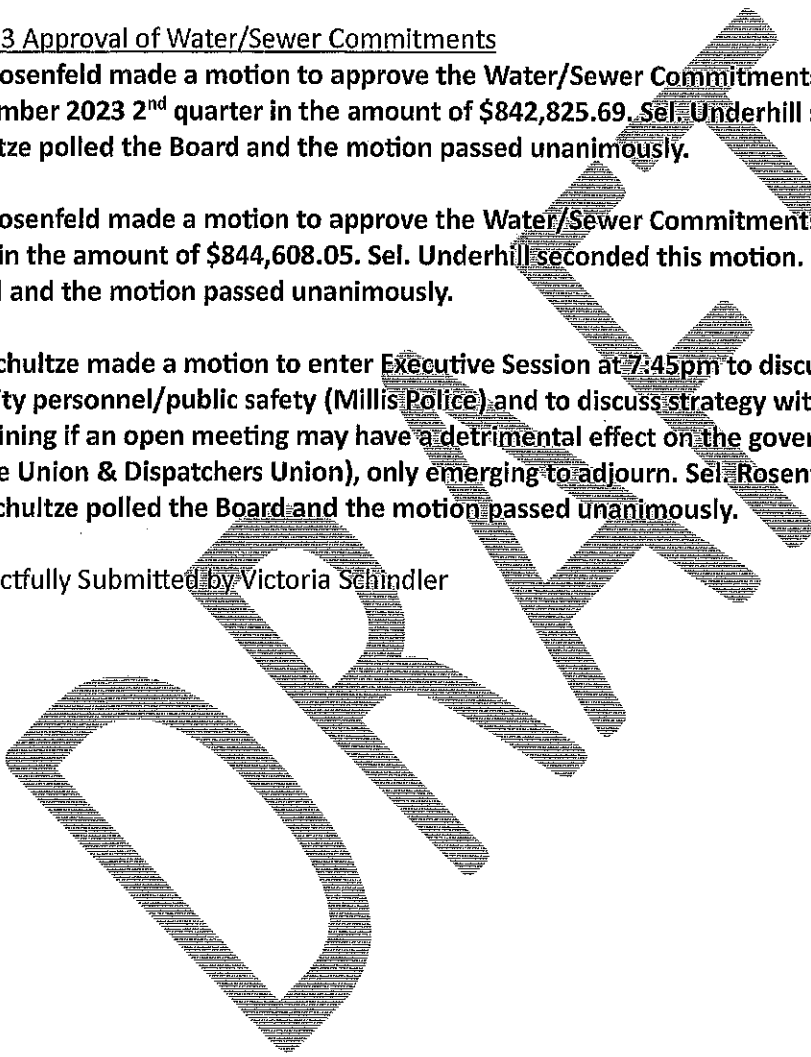 3 Approval of Water/Sewer Commitments
osenfeld made a motion to approve the Water/Sewer Commitments
mber 2023 2nd quarter in the amount of $842,825.69. Sel. Underhill
tze polled the Board and the motion passed unanimously.
osenfeld made a motion to approve the Water/Sewer Commitments
in the amount of $844,608.05. Sel. Underhill seconded this motion.
and the motion passed unanimously.
chultze made a motion to enter Executive Session at 7:45pm to discu
ty personnel/public safety (Millis Police) and to discuss strategy wit
ining if an open meeting may have a detrimental effect on the gover
e Union & Dispatchers Union), only emerging to adjourn. Sel. Rosen
chultze polled the Board and the motion passed unanimously.
ctfully Submitted by Victoria Schindler
DRAFT